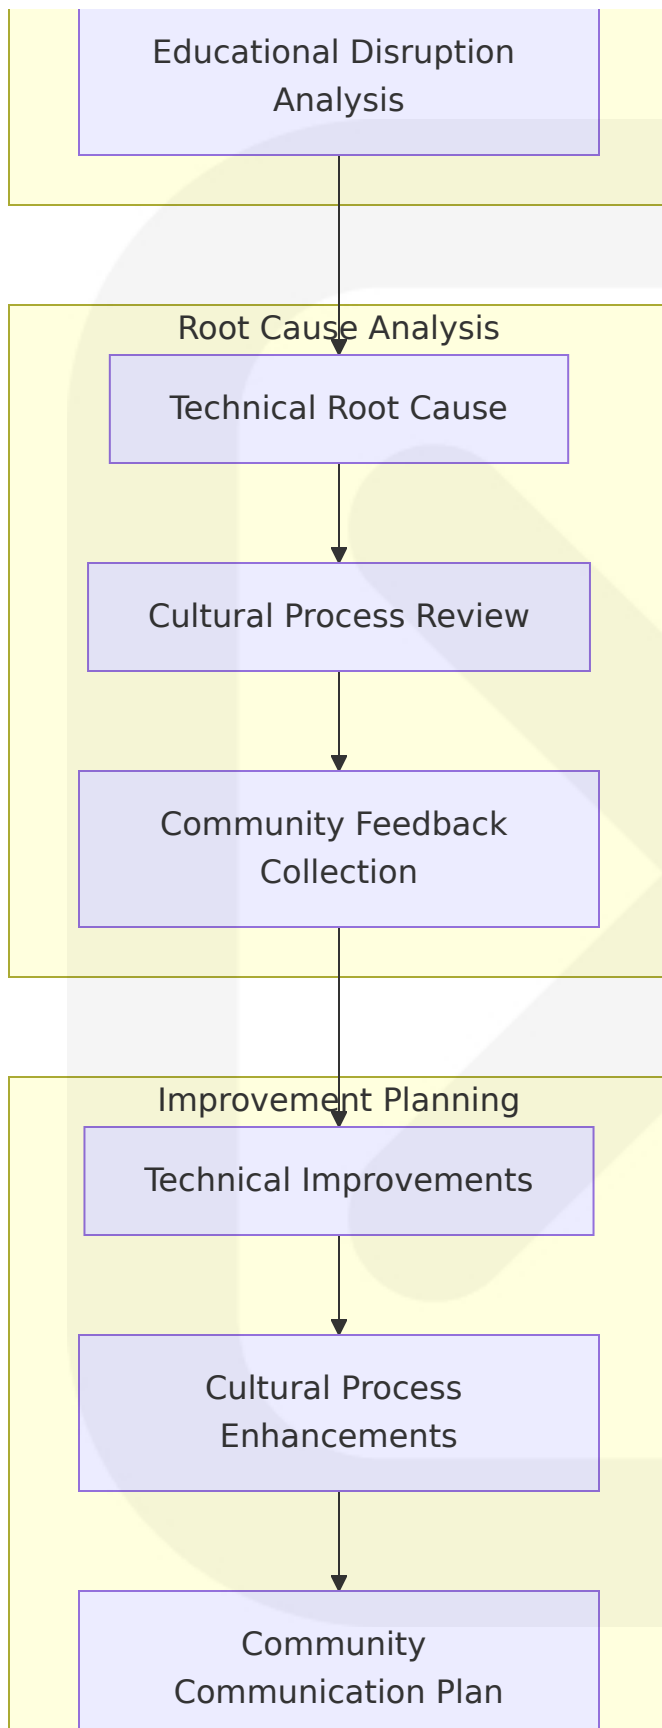 Educational Disruption
Analysis
Root Cause Analysis
Technical Root Cause
Cultural Process Review
Community Feedback
Collection
Improvement Planning
Technical Improvements
Cultural Process
Enhancements
Community
Communication Plan